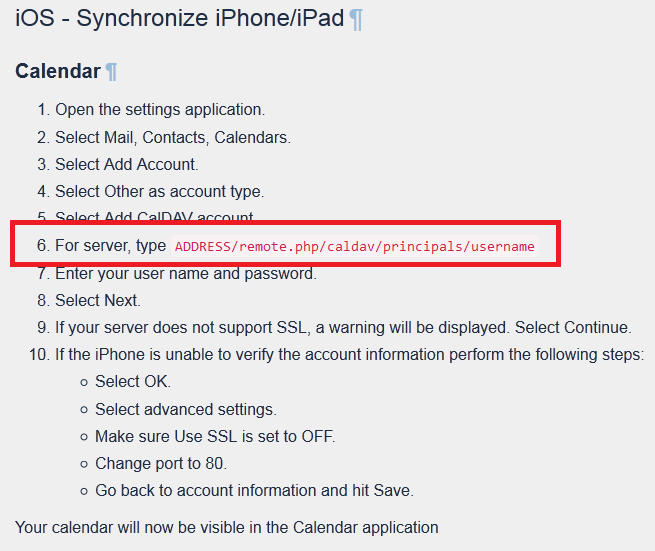 iOS - Synchronize iPhone/iPad ¶
Calendar ¶
1. Open the settings application.
2. Select Mail, Contacts, Calendars.
3. Select Add Account.
4. Select Other as account type.
5. Select Add CalDAV account.
6. For server, type ADDRESS/remote.php/caldav/principals/username
7. Enter your user name and password.
8. Select Next.
9. If your server does not support SSL, a warning will be displayed. Select Continue.
10. If the iPhone is unable to verify the account information perform the following steps:
Select OK.
Select advanced settings.
Make sure Use SSL is set to OFF.
Change port to 80.
Go back to account information and hit Save.
Your calendar will now be visible in the Calendar application